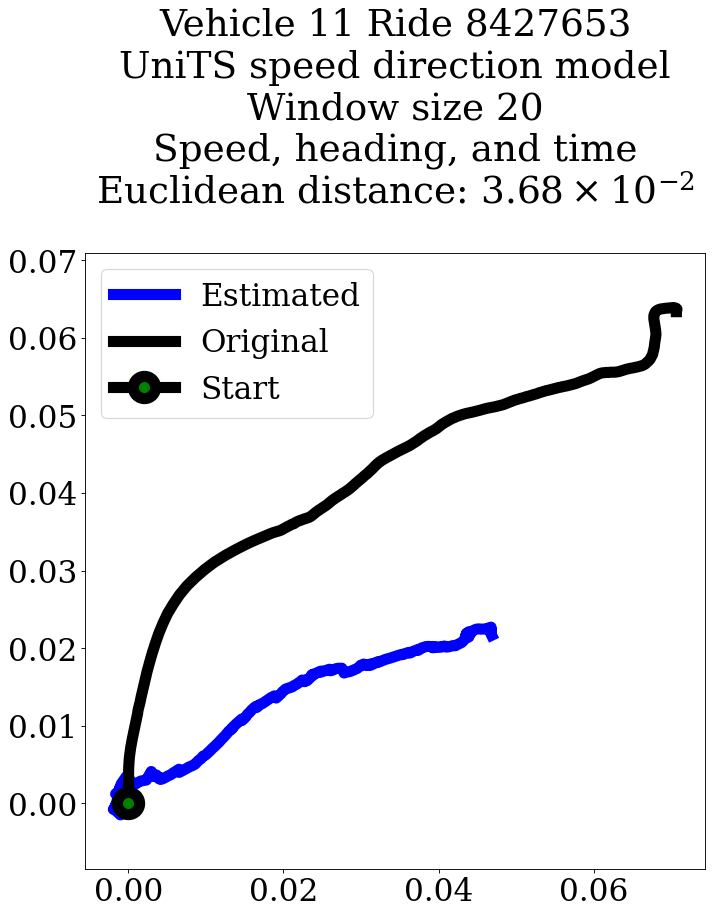 Vehicle 11 Ride 8427653
UniTS speed direction model
Window size 20
Speed, heading, and time
Euclidean distance: 3.68 × 10⁻²
0.07
Estimated
0.06
Original
Start
0.05
0.04
0.03
0.02
0.01
0.00
0.00 0.02 0.04 0.06